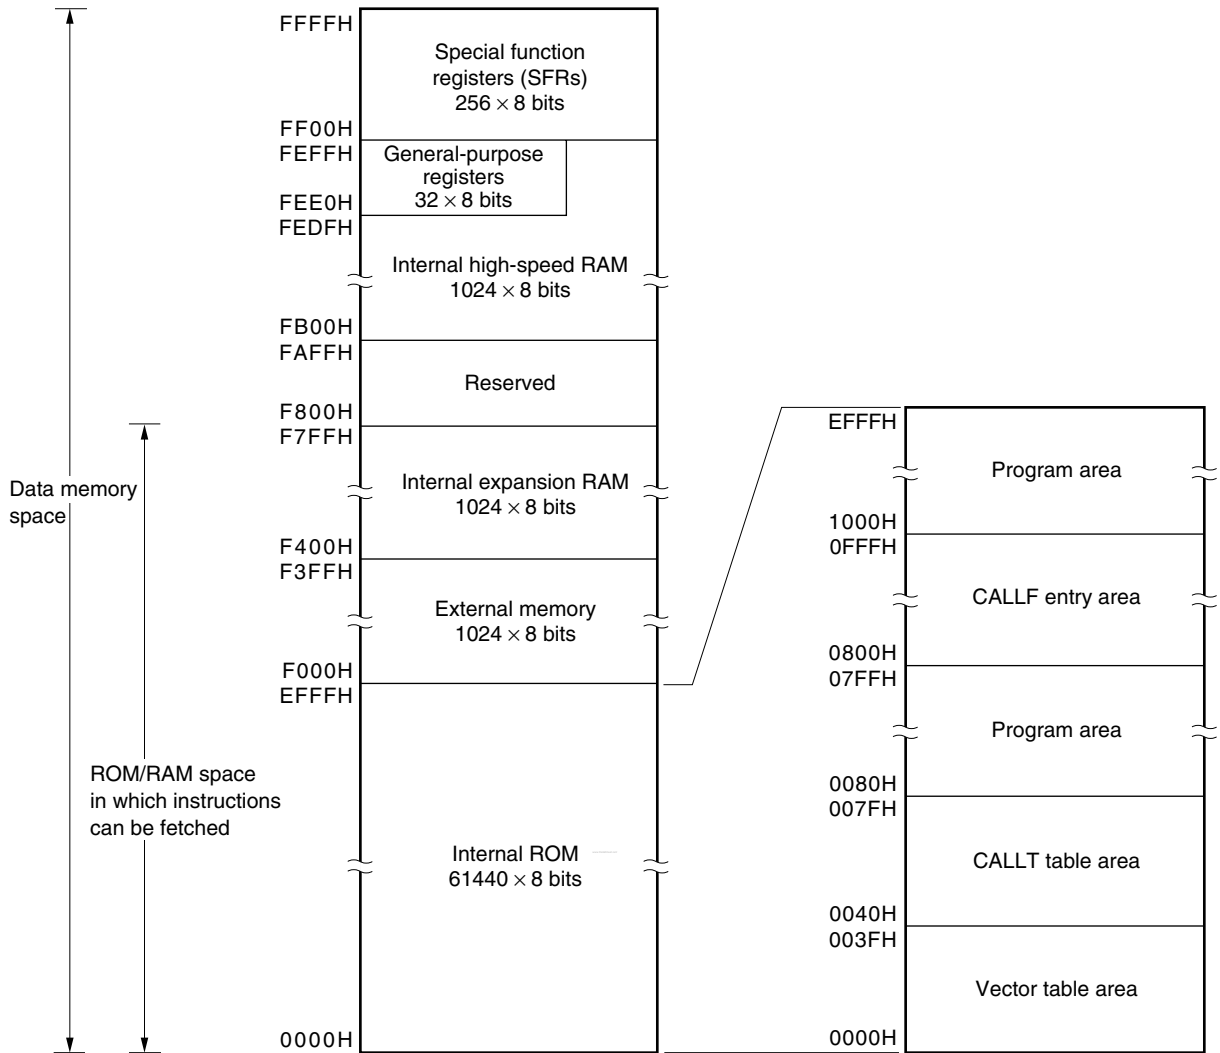 FFFFH
Special function
registers (SFRs)
256 × 8 bits
FF00H
FEFFH
General-purpose
registers
32 × 8 bits
FEE0H
FEDFH
Internal high-speed RAM
1024 × 8 bits
FB00H
FAFFH
Reserved
F800H
F7FFH
Data memory
space
Internal expansion RAM
1024 × 8 bits
F400H
F3FFH
External memory
1024 × 8 bits
F000H
EFFFH
ROM/RAM space
in which instructions
can be fetched
Internal ROM
61440 × 8 bits
0000H
EFFFH
Program area
1000H
0FFFH
CALLF entry area
0800H
07FFH
Program area
0080H
007FH
CALLT table area
0040H
003FH
Vector table area
0000H